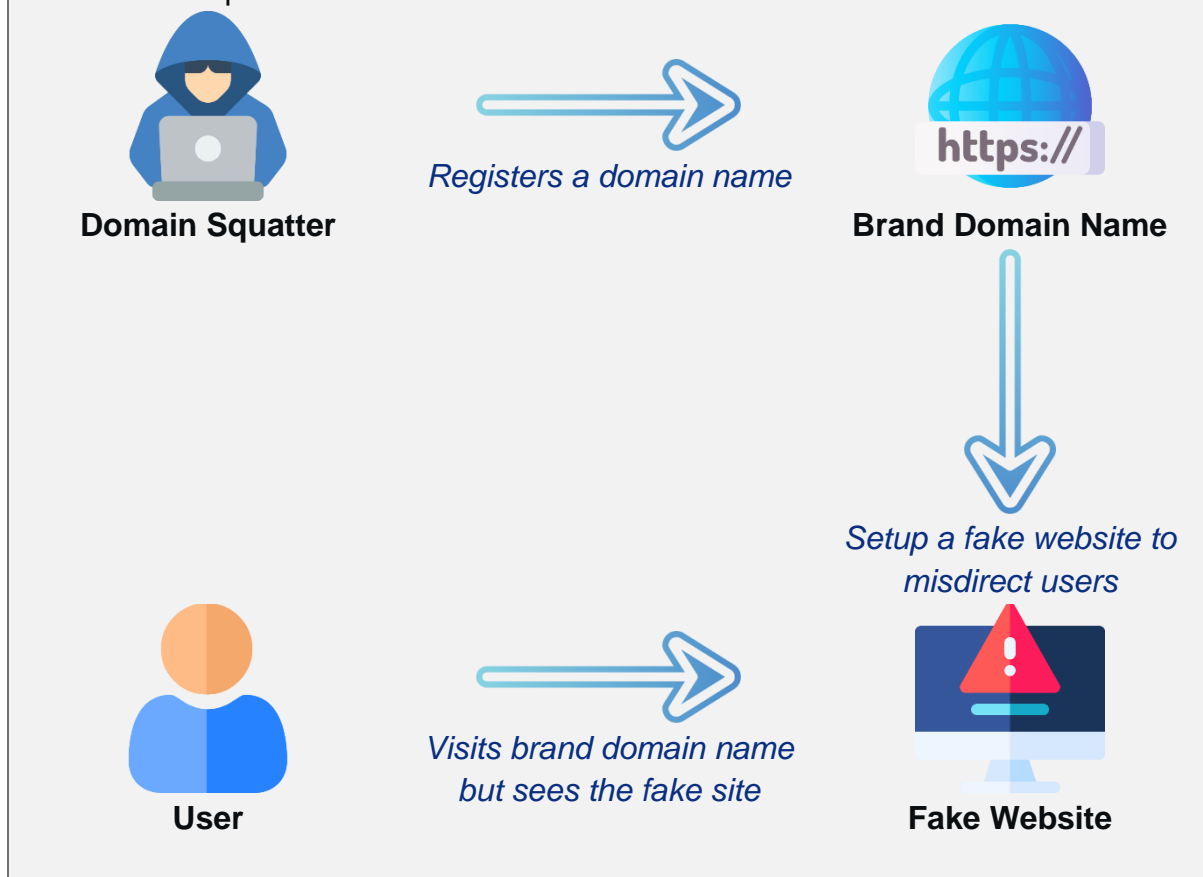 Registers a domain name
https://
Domain Squatter
Brand Domain Name
Setup a fake website to
misdirect users
Visits brand domain name
but sees the fake site
User
Fake Website